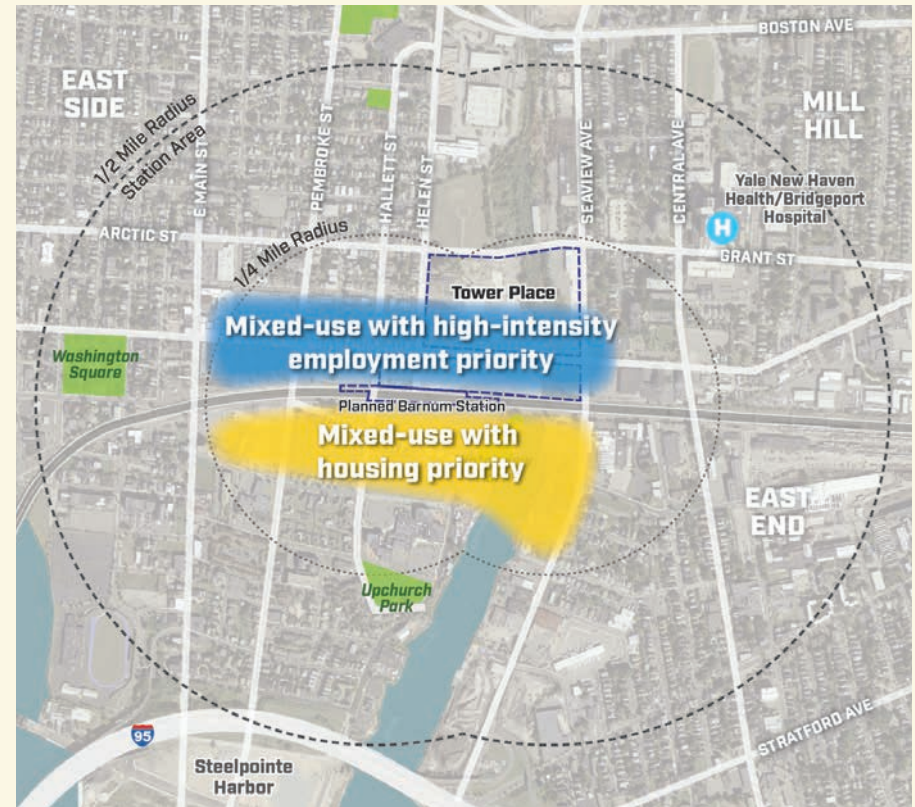 BOSTON AVE
EAST
SIDE
MILL
HILL
1/2 Mile Radius
Station Area
E MAIN ST
PEMBROKE ST
HALLETT ST
HELEN ST
SEAVIEW AVE
CENTRAL AVE
Yale New Haven
Health/Bridgeport
Hospital
H
ARCTIC ST
GRANT ST
1/4 Mile Radius
Tower Place
Mixed-use with high-intensity
employment priority
Washington
Square
Planned Barnum Station
Mixed-use with
housing priority
EAST
END
Upchurch
Park
95
STRATFORD AVE
Steelpointe
Harbor